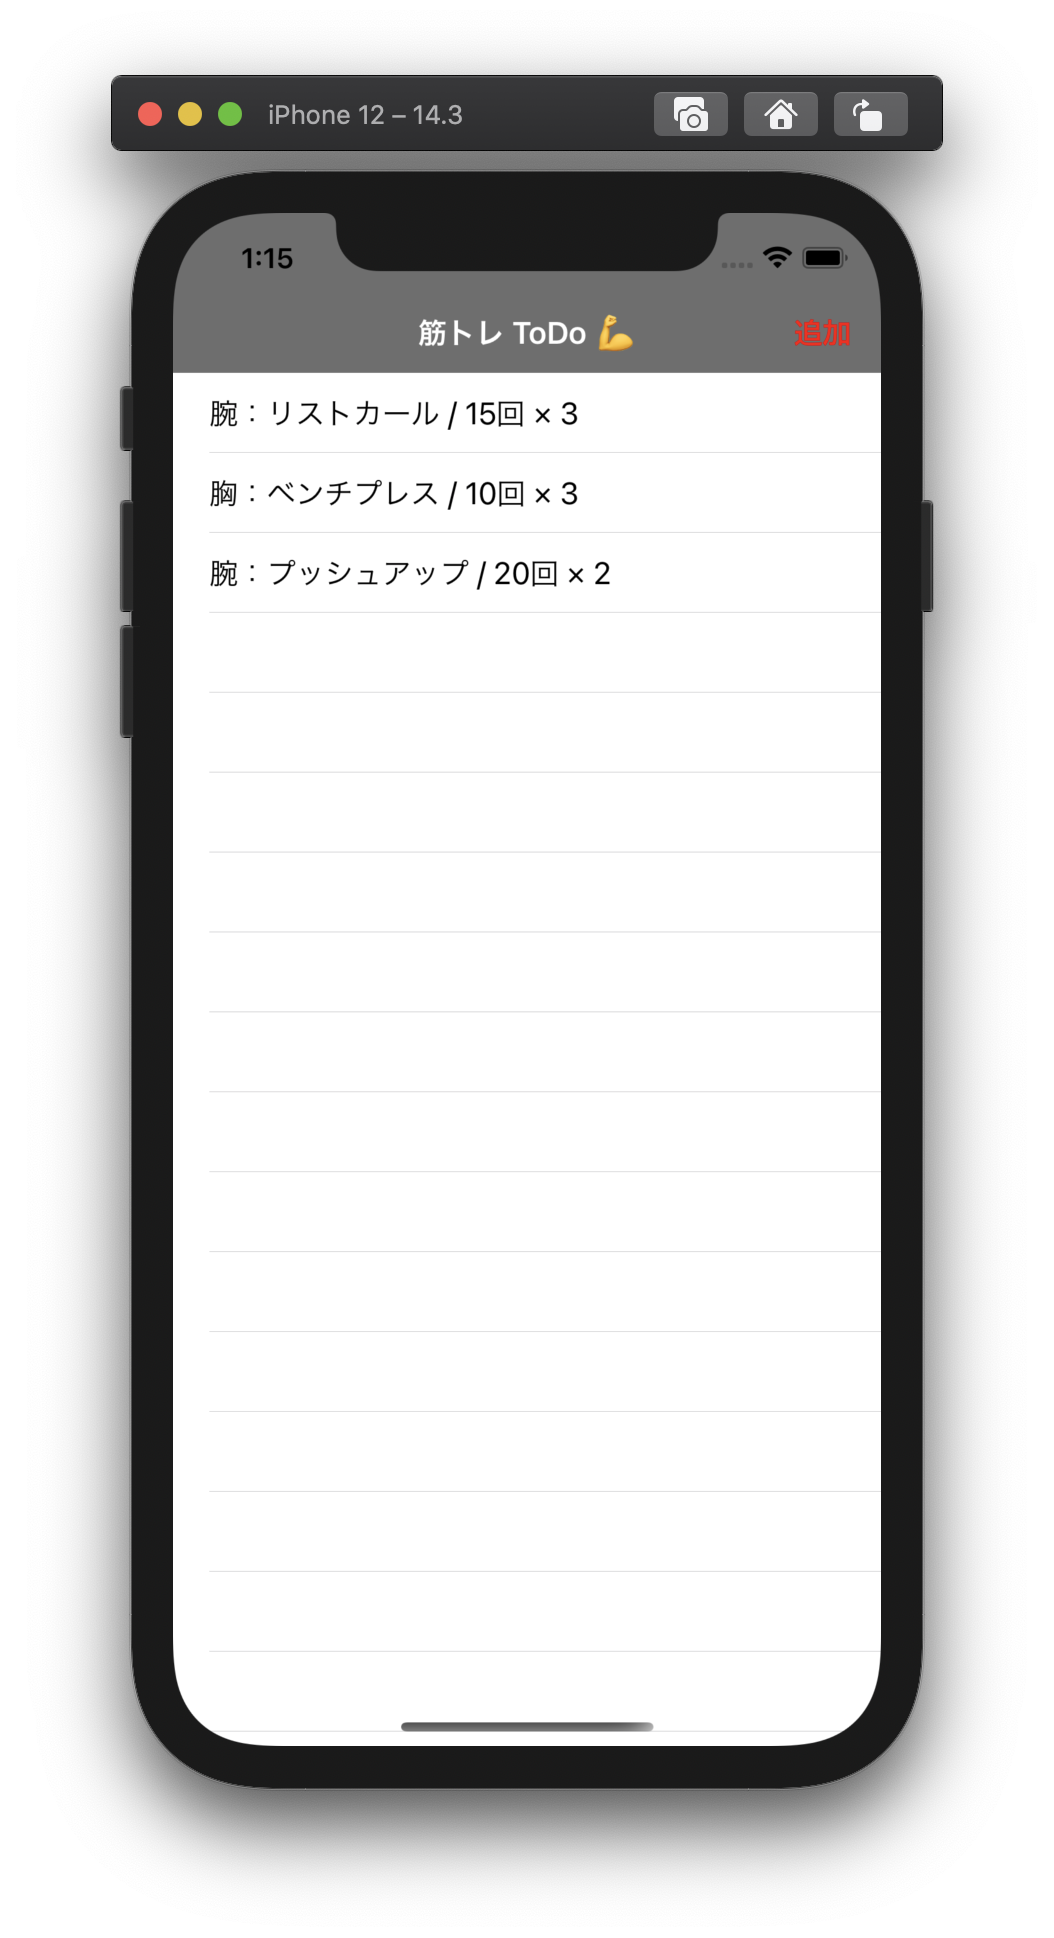 iPhone 12 – 14.3
1:15
筋トレ ToDo 💪
追加
腕：リストカール / 15回 × 3
胸：ベンチプレス / 10回 × 3
腕：プッシュアップ / 20回 × 2